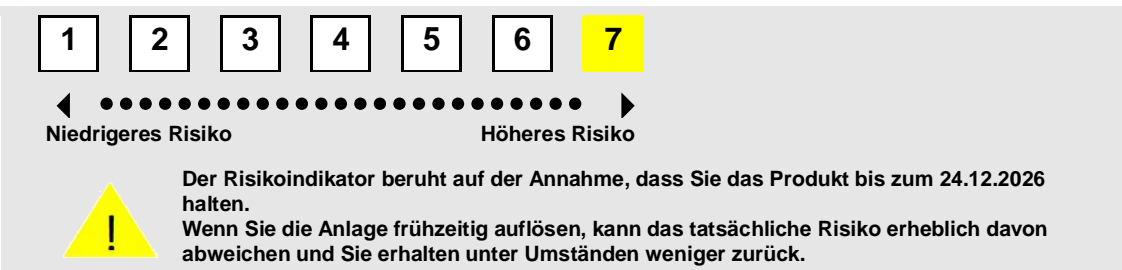 1 2 3 4 5 6 7
Niedrigeres Risiko Höheres Risiko
Der Risikoindikator beruht auf der Annahme, dass Sie das Produkt bis zum 24.12.2026
halten.
Wenn Sie die Anlage frühzeitig auflösen, kann das tatsächliche Risiko erheblich davon
! abweichen und Sie erhalten unter Umständen weniger zurück.